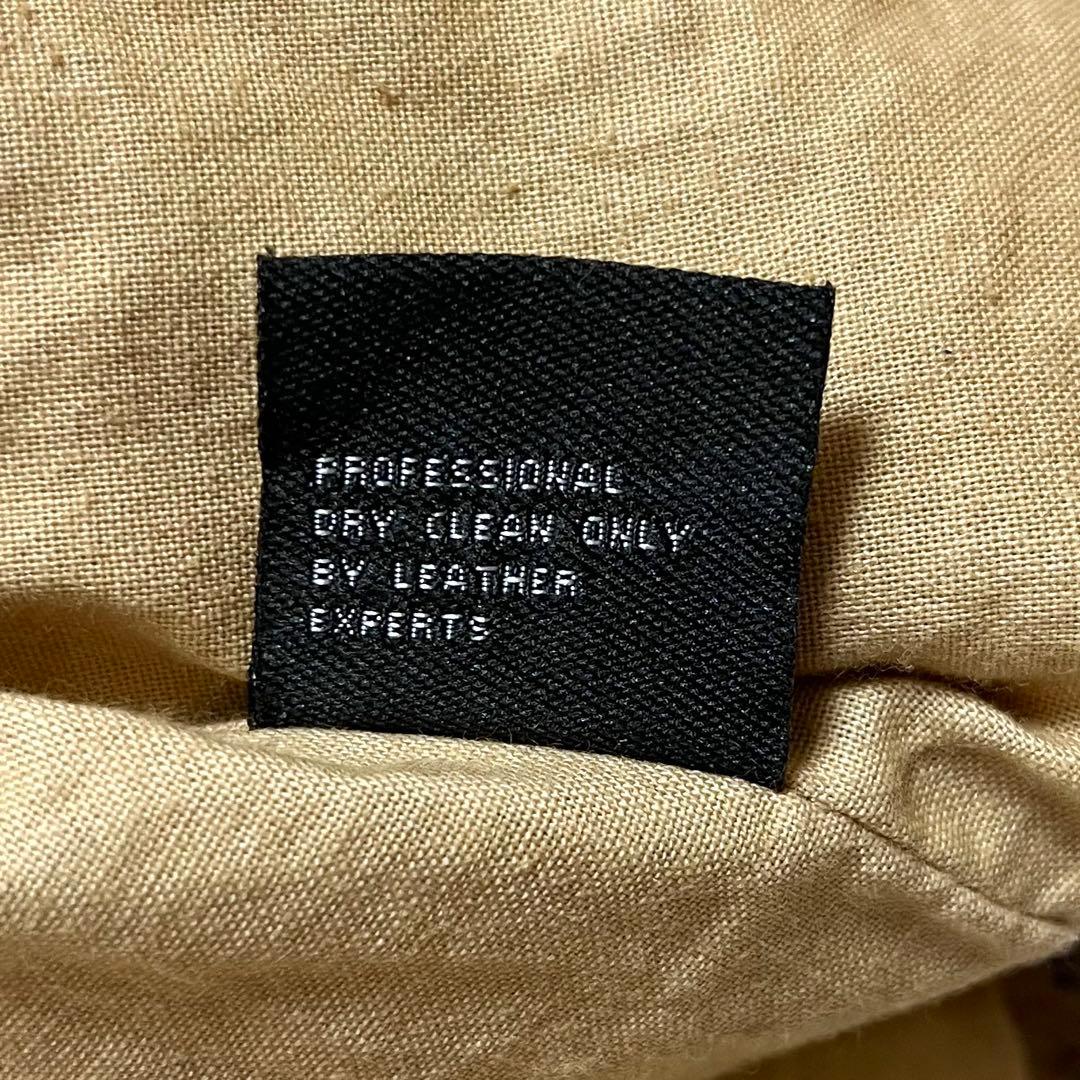 PROFESSIONAL
DRY CLEAN ONLY
BY LEATHER
EXPERTS